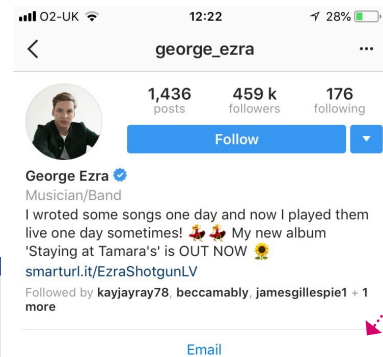 O2-UK 12:22 28%
george_ezra
1,436 459 k 176
posts followers following
Follow
George Ezra
Musician/Band
I wroted some songs one day and now I played them
live one day sometimes! 💃 💃 My new album
'Staying at Tamara's' is OUT NOW 🌻
smarturl.it/EzraShotgunLV
Followed by kayjayray78, beccamably, jamesgillespie1 + 1
more
Email